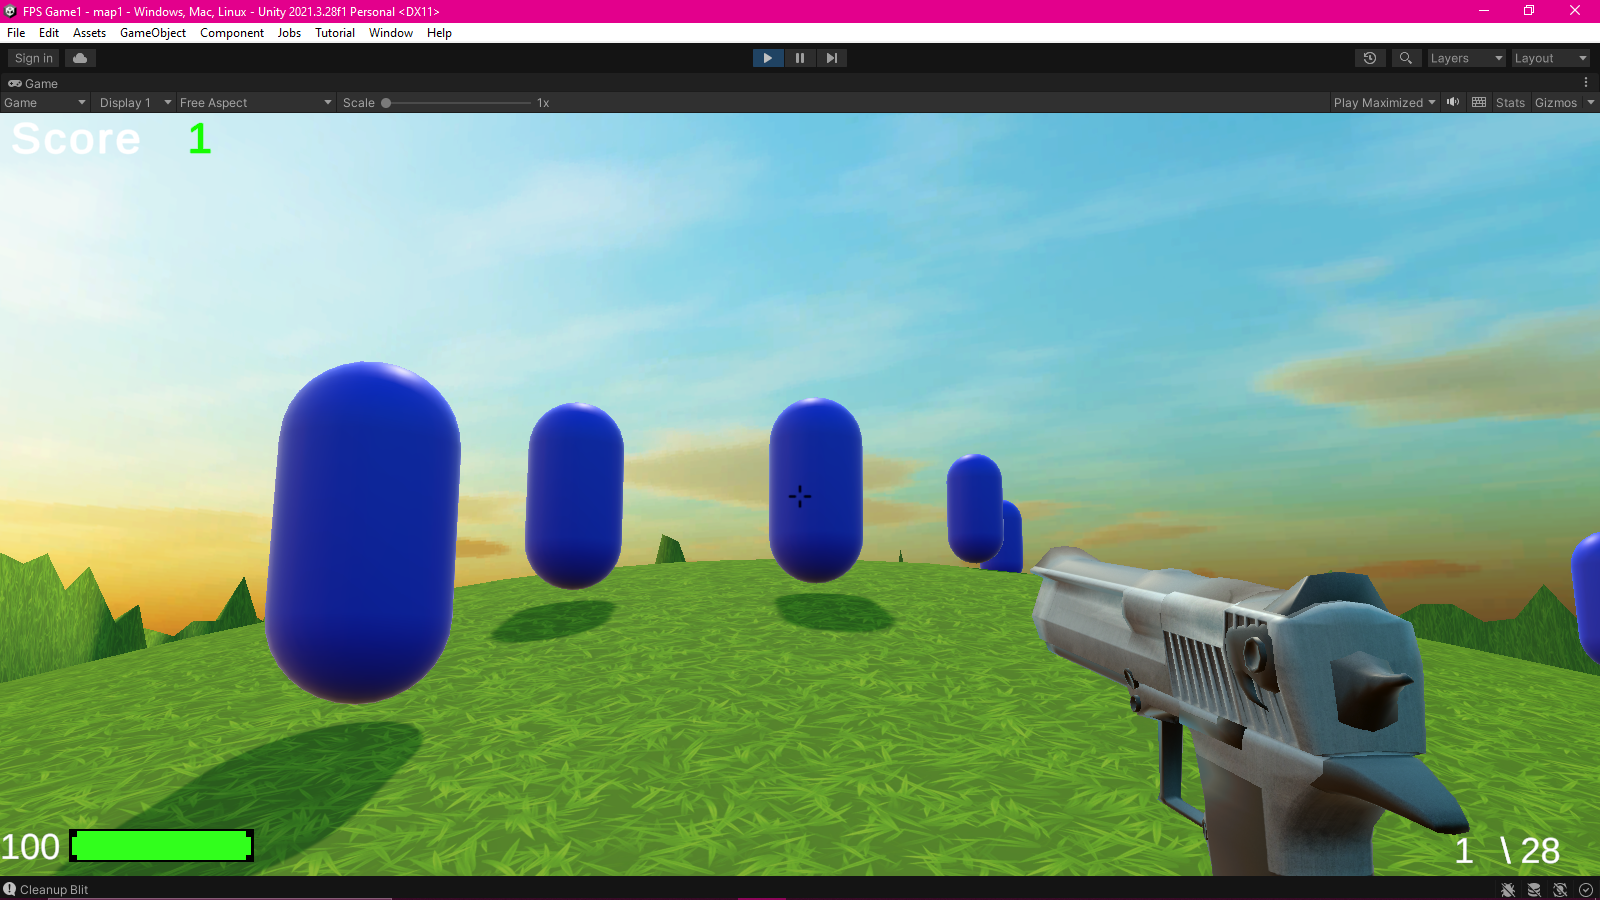 FPS Game1 - map1 - Windows, Mac, Linux - Unity 2021.3.28f1 Personal <DX11>
File Edit Assets GameObject Component Jobs Tutorial Window Help
Sign in Layers Layout
Game
Game Display 1 Free Aspect Scale 1x Play Maximized Stats Gizmos
Score 1
100 1 \ 28
Cleanup Blit